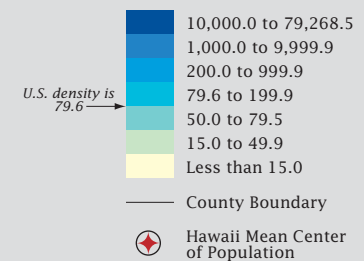 10,000.0 to 79,268.5
1,000.0 to 9,999.9
200.0 to 999.9
U.S. density is
79.6
79.6 to 199.9
50.0 to 79.5
15.0 to 49.9
Less than 15.0
County Boundary
Hawaii Mean Center
of Population